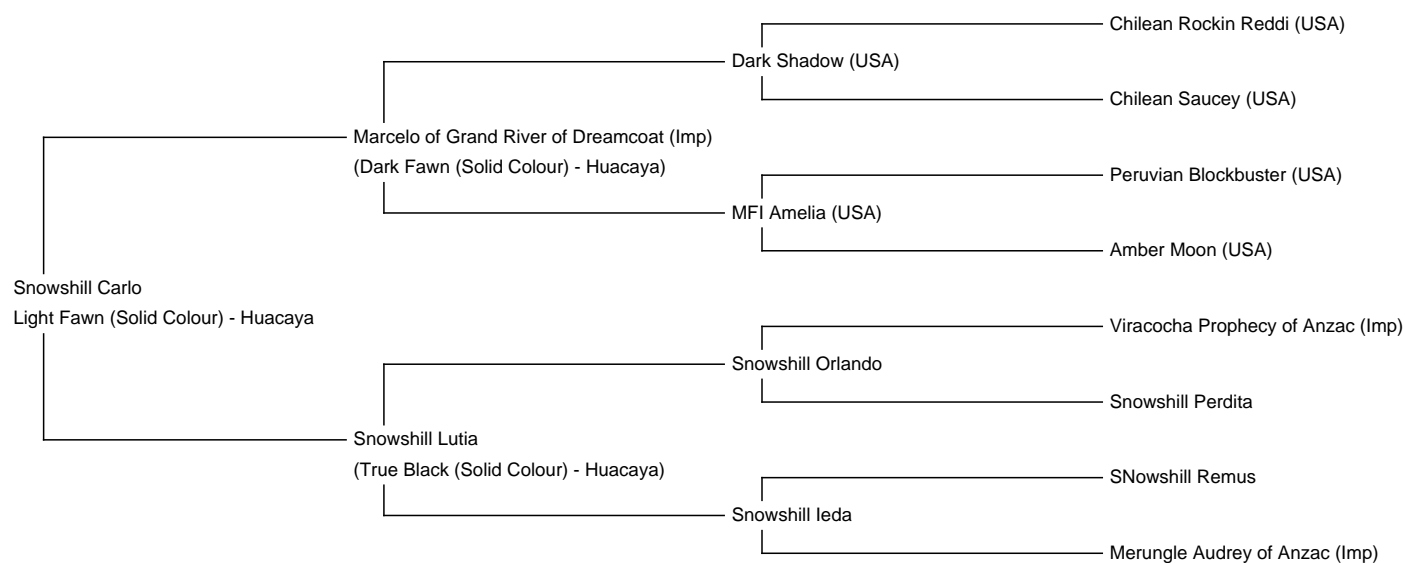 Chilean Rockin Reddi (USA)
Dark Shadow (USA)
Chilean Saucey (USA)
Marcelo of Grand River of Dreamcoat (Imp)
(Dark Fawn (Solid Colour) - Huacaya)
Peruvian Blockbuster (USA)
MFI Amelia (USA)
Amber Moon (USA)
Snowshill Carlo
Light Fawn (Solid Colour) - Huacaya
Viracocha Prophecy of Anzac (Imp)
Snowshill Orlando
Snowshill Perdita
Snowshill Lutia
(True Black (Solid Colour) - Huacaya)
SNowshill Remus
Snowshill Ieda
Merungle Audrey of Anzac (Imp)